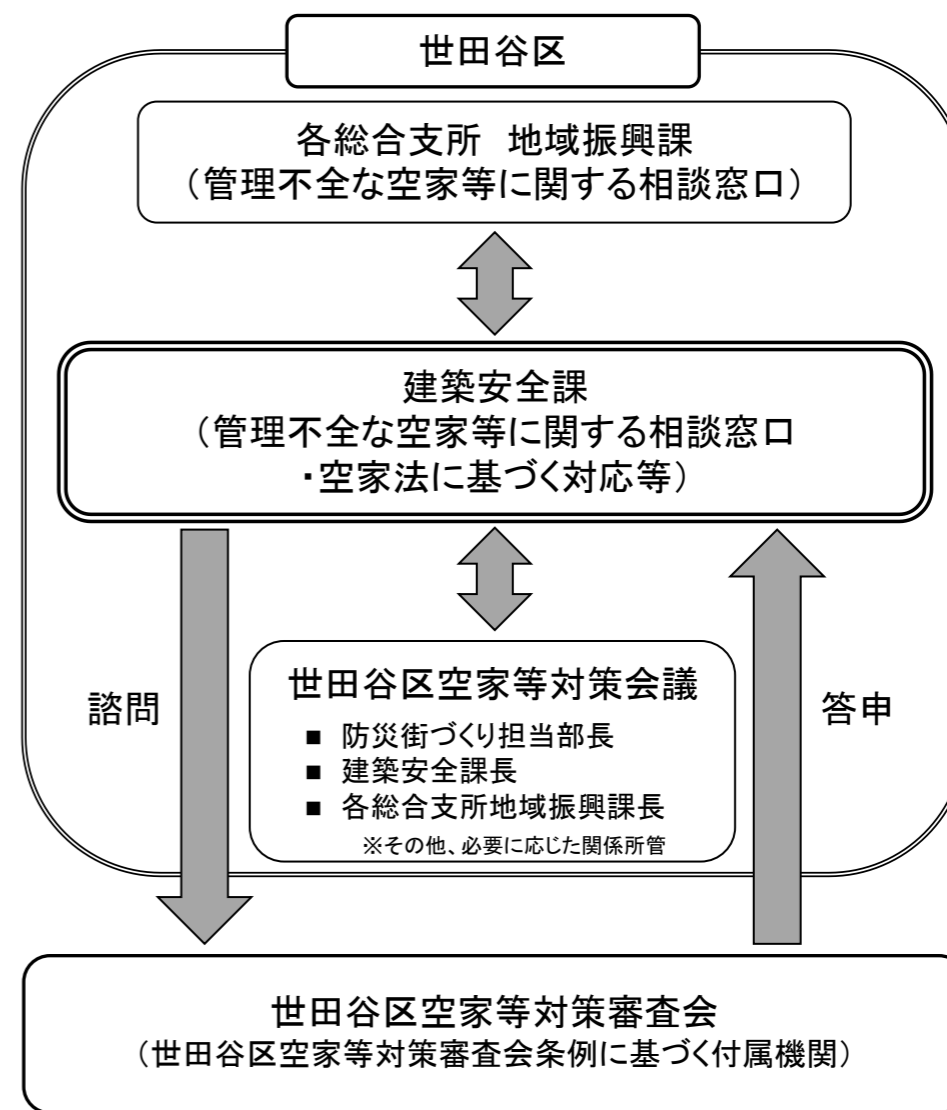 世田谷区
各総合支所　地域振興課
（管理不全な空家等に関する相談窓口）
建築安全課
（管理不全な空家等に関する相談窓口
・空家法に基づく対応等）
諮問
世田谷区空家等対策会議
■ 防災街づくり担当部長
■ 建築安全課長
■ 各総合支所地域振興課長
※その他、必要に応じた関係所管
答申
世田谷区空家等対策審査会
（世田谷区空家等対策審査会条例に基づく付属機関）